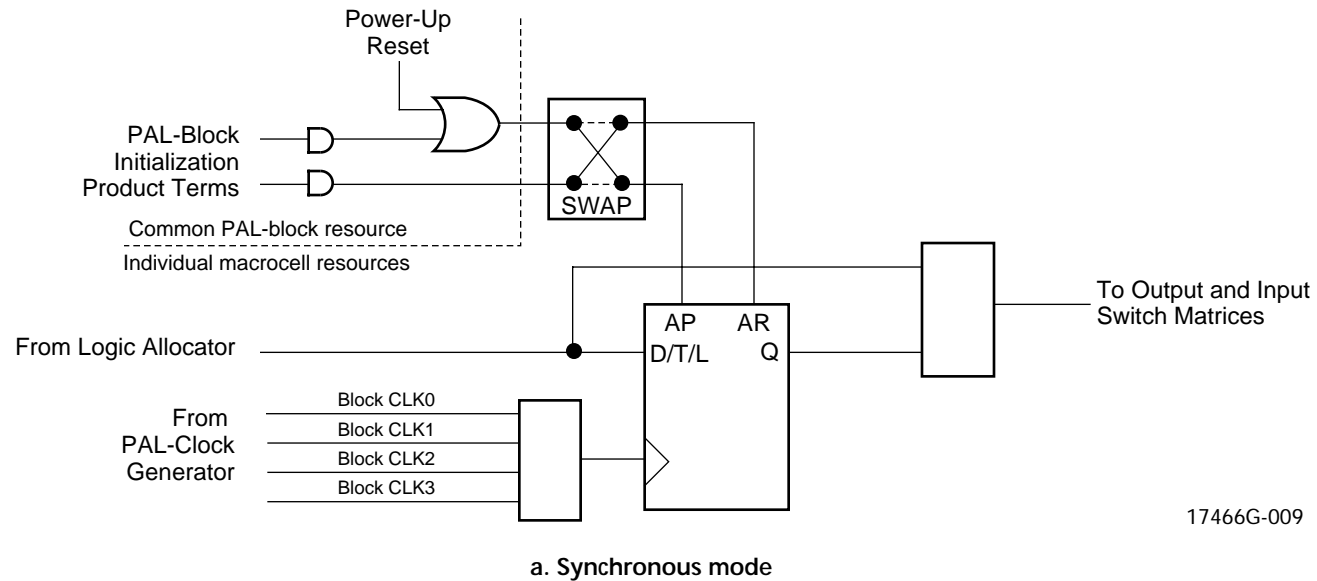 Power-Up
Reset
PAL-Block
Initialization
Product Terms
SWAP
Common PAL-block resource
Individual macrocell resources
To Output and Input
Switch Matrices
AP AR
From Logic Allocator
D/T/L Q
From
PAL-Clock
Generator
Block CLK0
Block CLK1
Block CLK2
Block CLK3
17466G-009
a. Synchronous mode